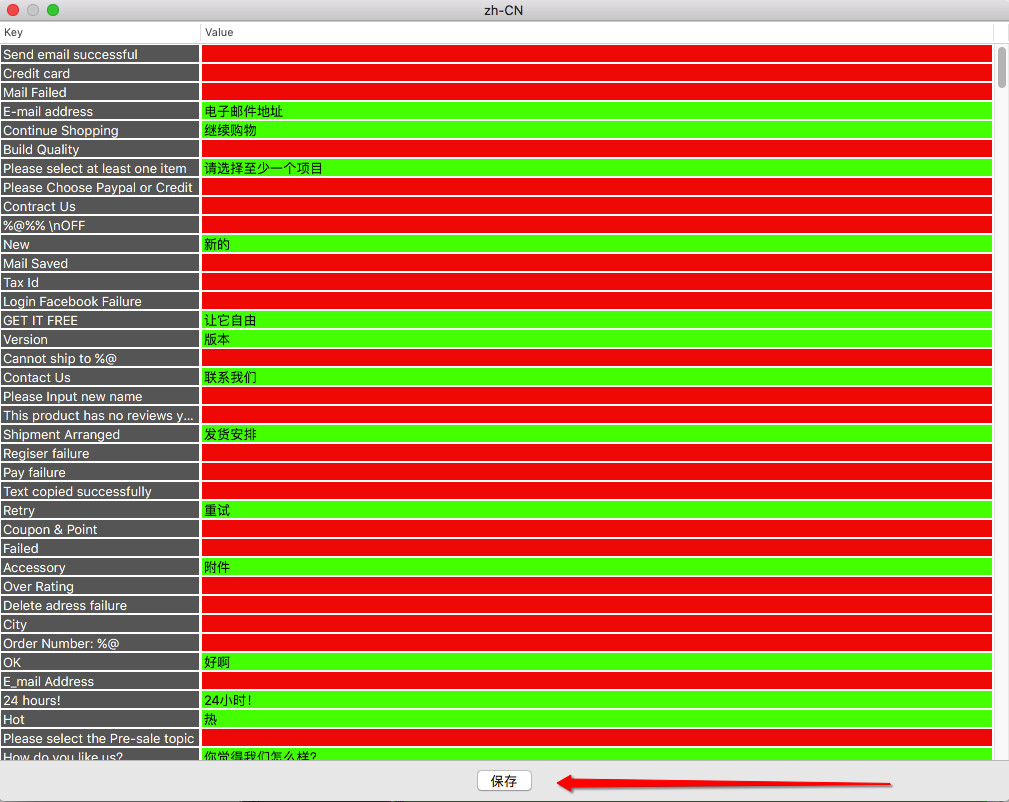 zh-CN
Key Value
Send email successful
Credit card
Mail Failed
E-mail address 电子邮件地址
Continue Shopping 继续购物
Build Quality
Please select at least one item 请选择至少一个项目
Please Choose Paypal or Credit
Contract Us
%@%% \nOFF
New 新的
Mail Saved
Tax Id
Login Facebook Failure
GET IT FREE 让它自由
Version 版本
Cannot ship to %@
Contact Us 联系我们
Please Input new name
This product has no reviews y...
Shipment Arranged 发货安排
Regiser failure
Pay failure
Text copied successfully
Retry 重试
Coupon & Point
Failed
Accessory 附件
Over Rating
Delete adress failure
City
Order Number: %@
OK 好啊
E_mail Address
24 hours! 24小时！
Hot 热
Please select the Pre-sale topic
How do you like us? 你觉得我们怎么样?
保存